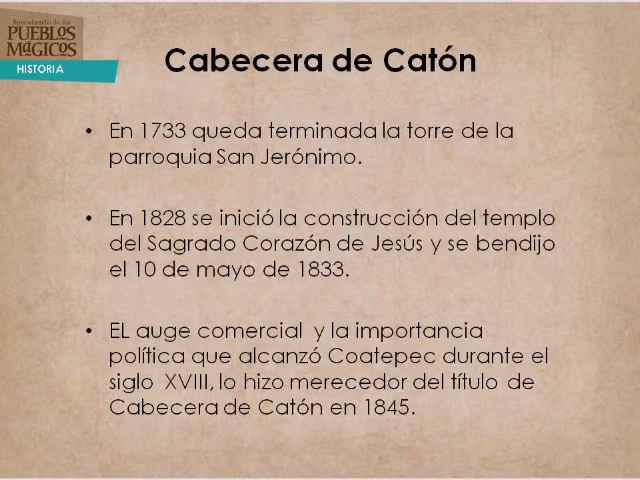 Aprendiendo de los
PUEBLOS
MÁGICOS
HISTORIA
Cabecera de Catón
• En 1733 queda terminada la torre de la
parroquia San Jerónimo.
• En 1828 se inició la construcción del templo
del Sagrado Corazón de Jesús y se bendijo
el 10 de mayo de 1833.
• EL auge comercial y la importancia
política que alcanzó Coatepec durante el
siglo XVIII, lo hizo merecedor del título de
Cabecera de Catón en 1845.